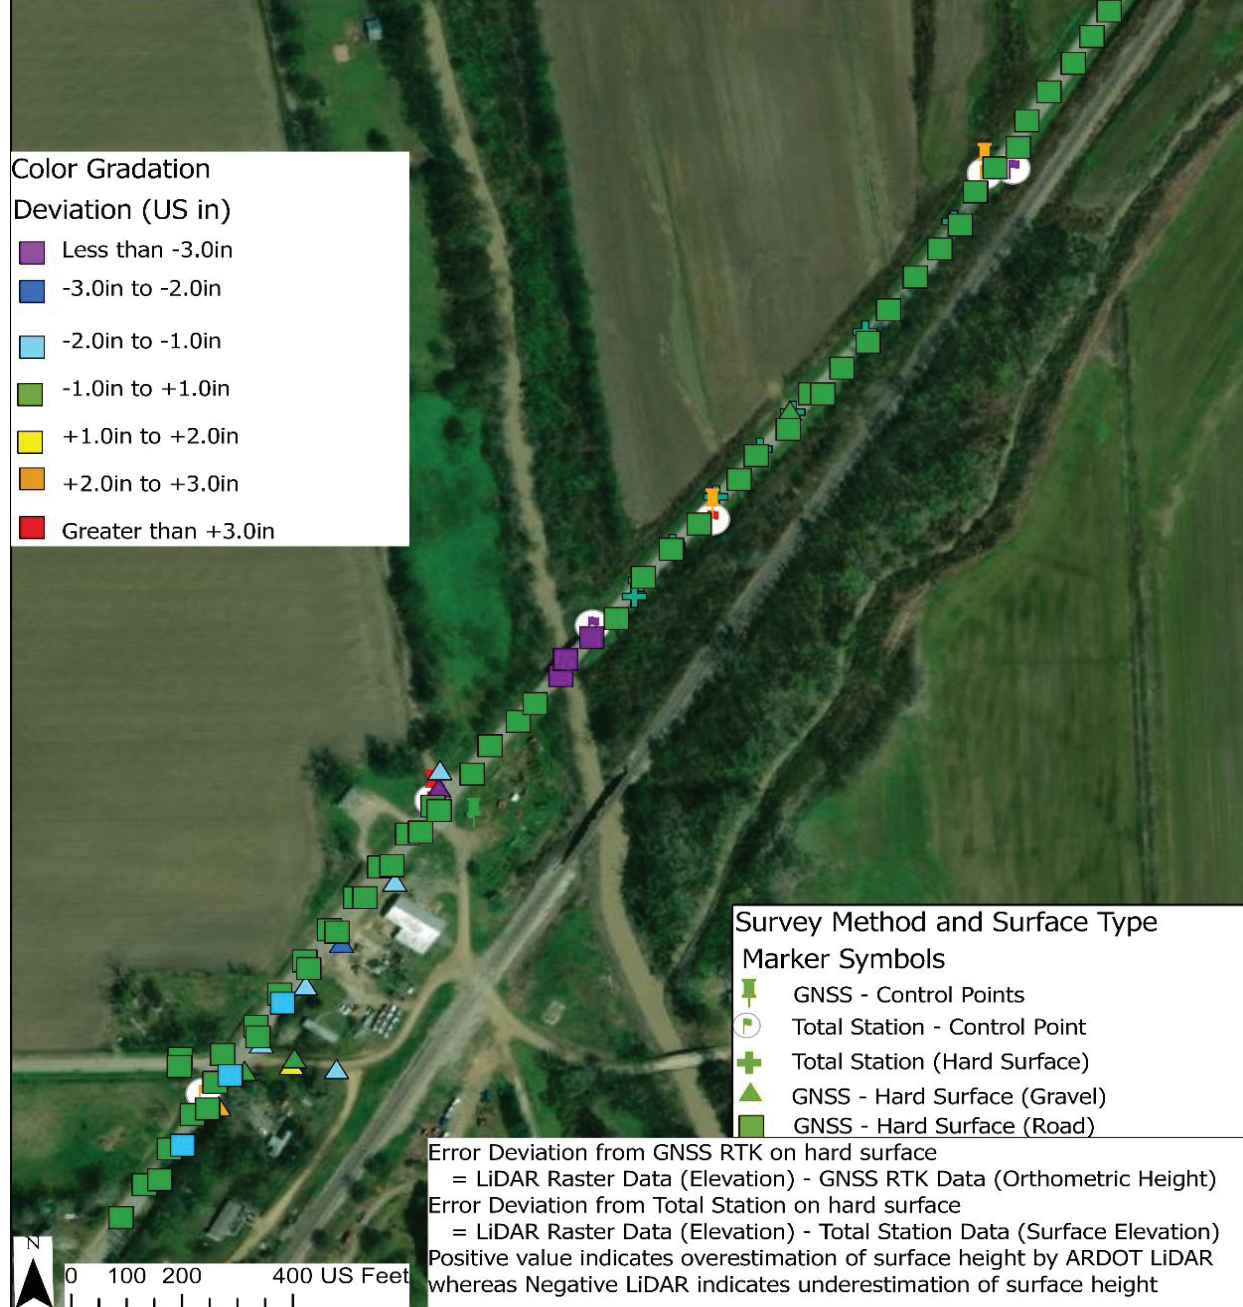 Color Gradation
Deviation (US in)
Less than -3.0in
-3.0in to -2.0in
-2.0in to -1.0in
-1.0in to +1.0in
+1.0in to +2.0in
+2.0in to +3.0in
Greater than +3.0in
Survey Method and Surface Type
Marker Symbols
GNSS - Control Points
Total Station - Control Point
Total Station (Hard Surface)
GNSS - Hard Surface (Gravel)
GNSS - Hard Surface (Road)
Error Deviation from GNSS RTK on hard surface
= LiDAR Raster Data (Elevation) - GNSS RTK Data (Orthometric Height)
Error Deviation from Total Station on hard surface
= LiDAR Raster Data (Elevation) - Total Station Data (Surface Elevation)
Positive value indicates overestimation of surface height by ARDOT LiDAR
whereas Negative LiDAR indicates underestimation of surface height
N
0 100 200 400 US Feet